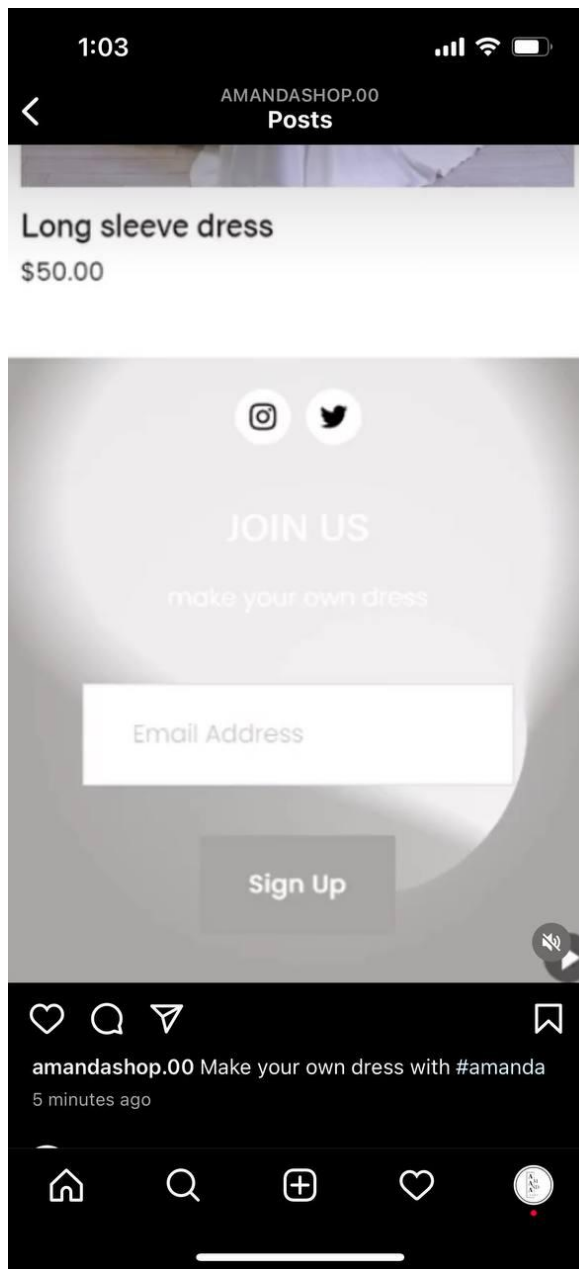 1:03
AMANDASHOP.00
Posts
Long sleeve dress
$50.00
JOIN US
make your own dress
Email Address
Sign Up
amandashop.00 Make your own dress with #amanda
5 minutes ago